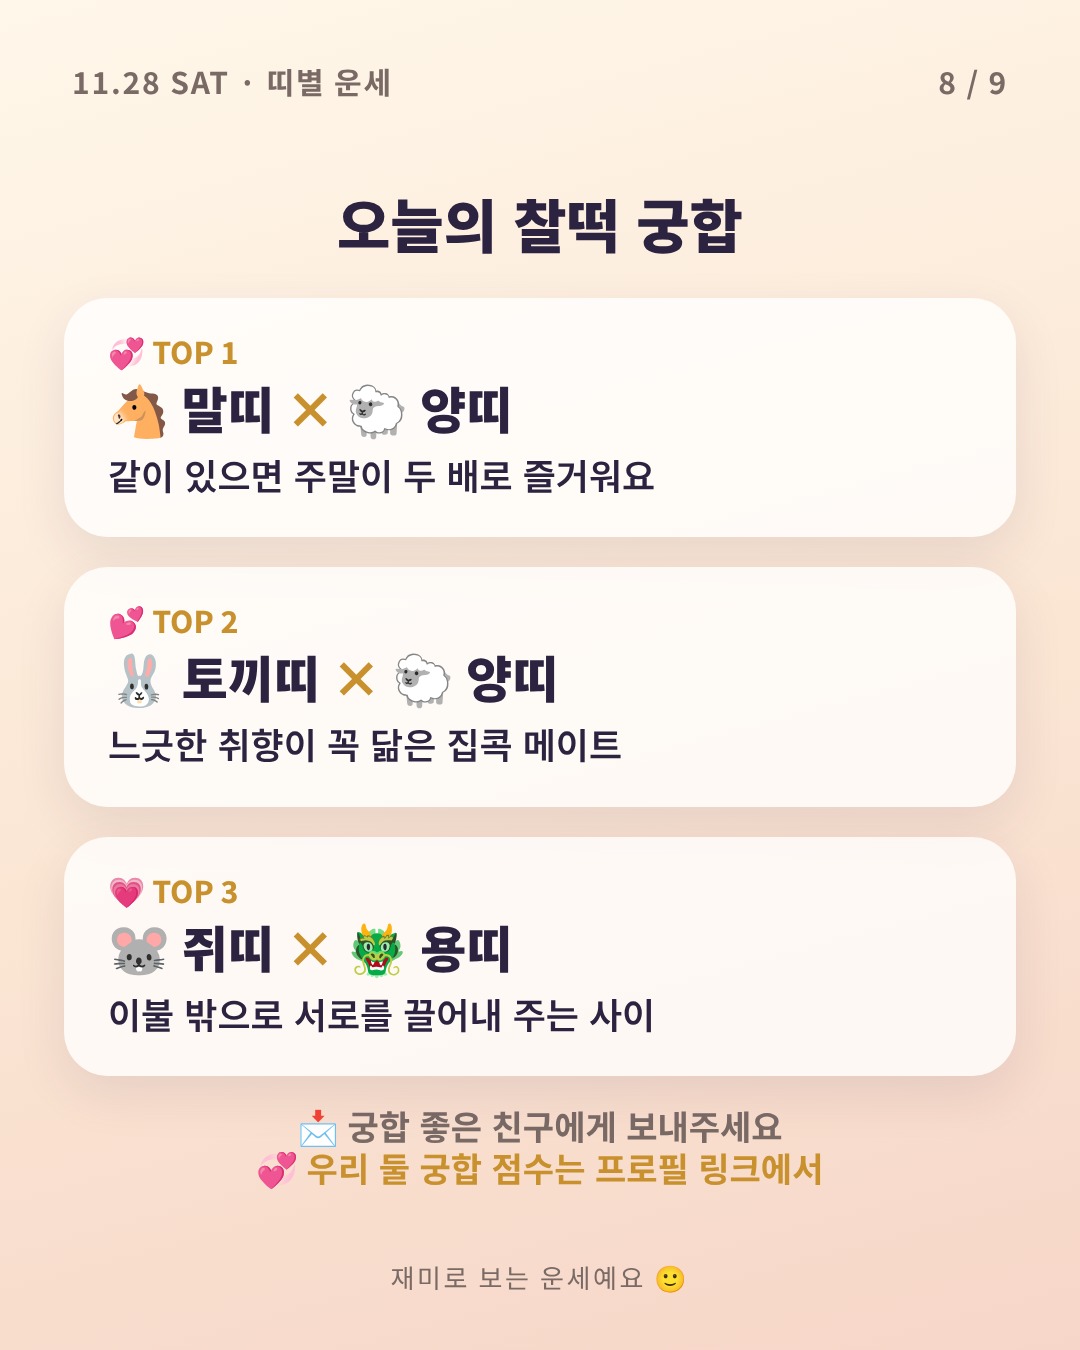 11.28 SAT · 띠별 운세
8 / 9
오늘의 찰떡 궁합
💞 TOP 1
🐴 말띠 × 🐑 양띠
같이 있으면 주말이 두 배로 즐거워요
💕 TOP 2
🐰 토끼띠 × 🐑 양띠
느긋한 취향이 꼭 닮은 집콕 메이트
💗 TOP 3
🐭 쥐띠 × 🐲 용띠
이불 밖으로 서로를 끌어내 주는 사이
📩 궁합 좋은 친구에게 보내주세요
💞 우리 둘 궁합 점수는 프로필 링크에서
재미로 보는 운세예요 🙂